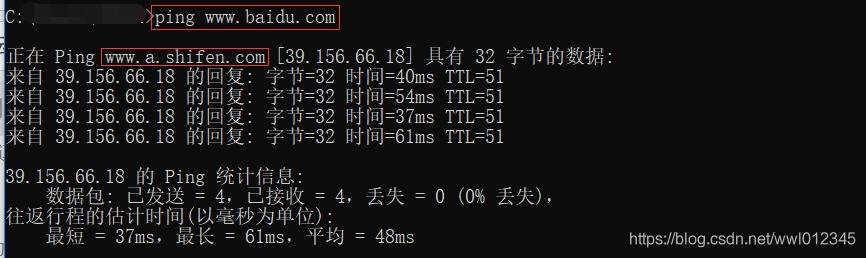 C:\ >ping www.baidu.com
正在 Ping www.a.shifen.com [39.156.66.18] 具有 32 字节的数据:
来自 39.156.66.18 的回复: 字节=32 时间=40ms TTL=51
来自 39.156.66.18 的回复: 字节=32 时间=54ms TTL=51
来自 39.156.66.18 的回复: 字节=32 时间=37ms TTL=51
来自 39.156.66.18 的回复: 字节=32 时间=61ms TTL=51
39.156.66.18 的 Ping 统计信息:
数据包: 已发送 = 4，已接收 = 4，丢失 = 0 (0% 丢失)，
往返行程的估计时间(以毫秒为单位):
最短 = 37ms，最长 = 61ms，平均 = 48ms
https://blog.csdn.net/wwl012345